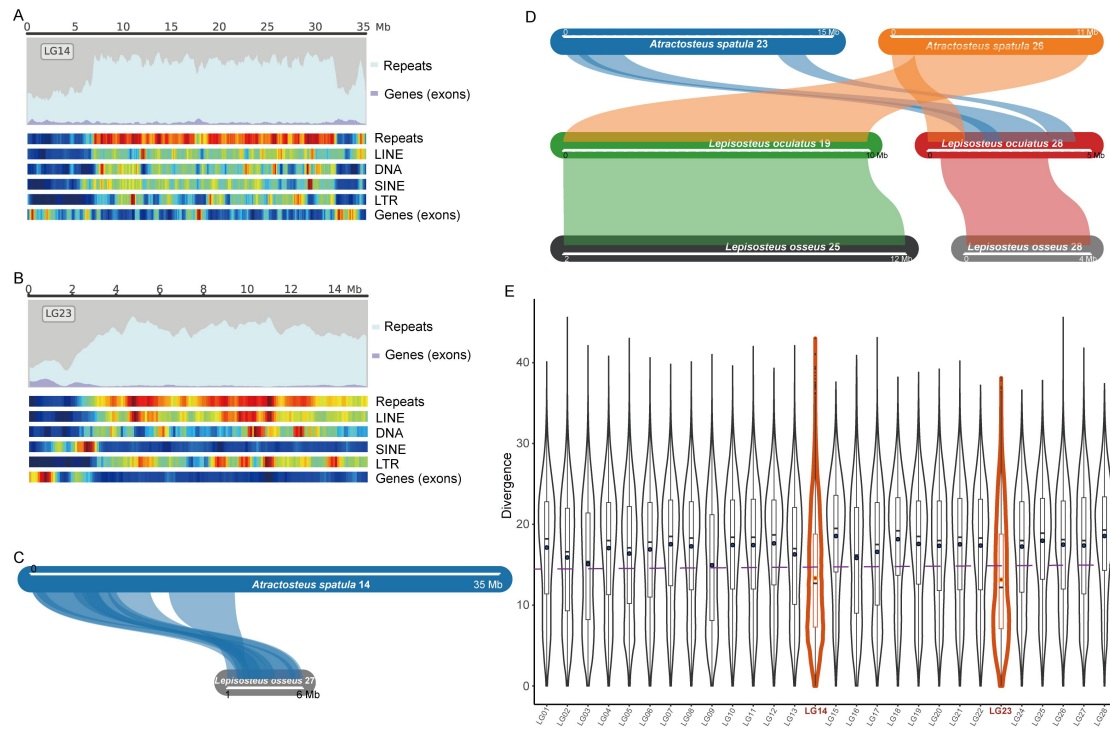 A
0 5 10 15 20 25 30 35 Mb
LG14
Repeats
Genes (exons)
Repeats
LINE
DNA
SINE
LTR
Genes (exons)
B
0 2 4 6 8 10 12 14 Mb
LG23
Repeats
Genes (exons)
Repeats
LINE
DNA
SINE
LTR
Genes (exons)
C
0
Atractosteus spatula 14
35 Mb
Lepisosteus osseus 27
1 6 Mb
D
0 15 Mb
Atractosteus spatula 23
0 11 Mb
Atractosteus spatula 26
Lepisosteus oculatus 19
0 10 Mb
Lepisosteus oculatus 28
0 5 Mb
Lepisosteus osseus 25
2 12 Mb
Lepisosteus osseus 28
0 4 Mb
E
Divergence
40
30
20
10
0
LG01 LG02 LG03 LG04 LG05 LG06 LG07 LG08 LG09 LG10 LG11 LG12 LG13 LG14 LG15 LG16 LG17 LG18 LG19 LG20 LG21 LG22 LG23 LG24 LG25 LG26 LG27 LG28